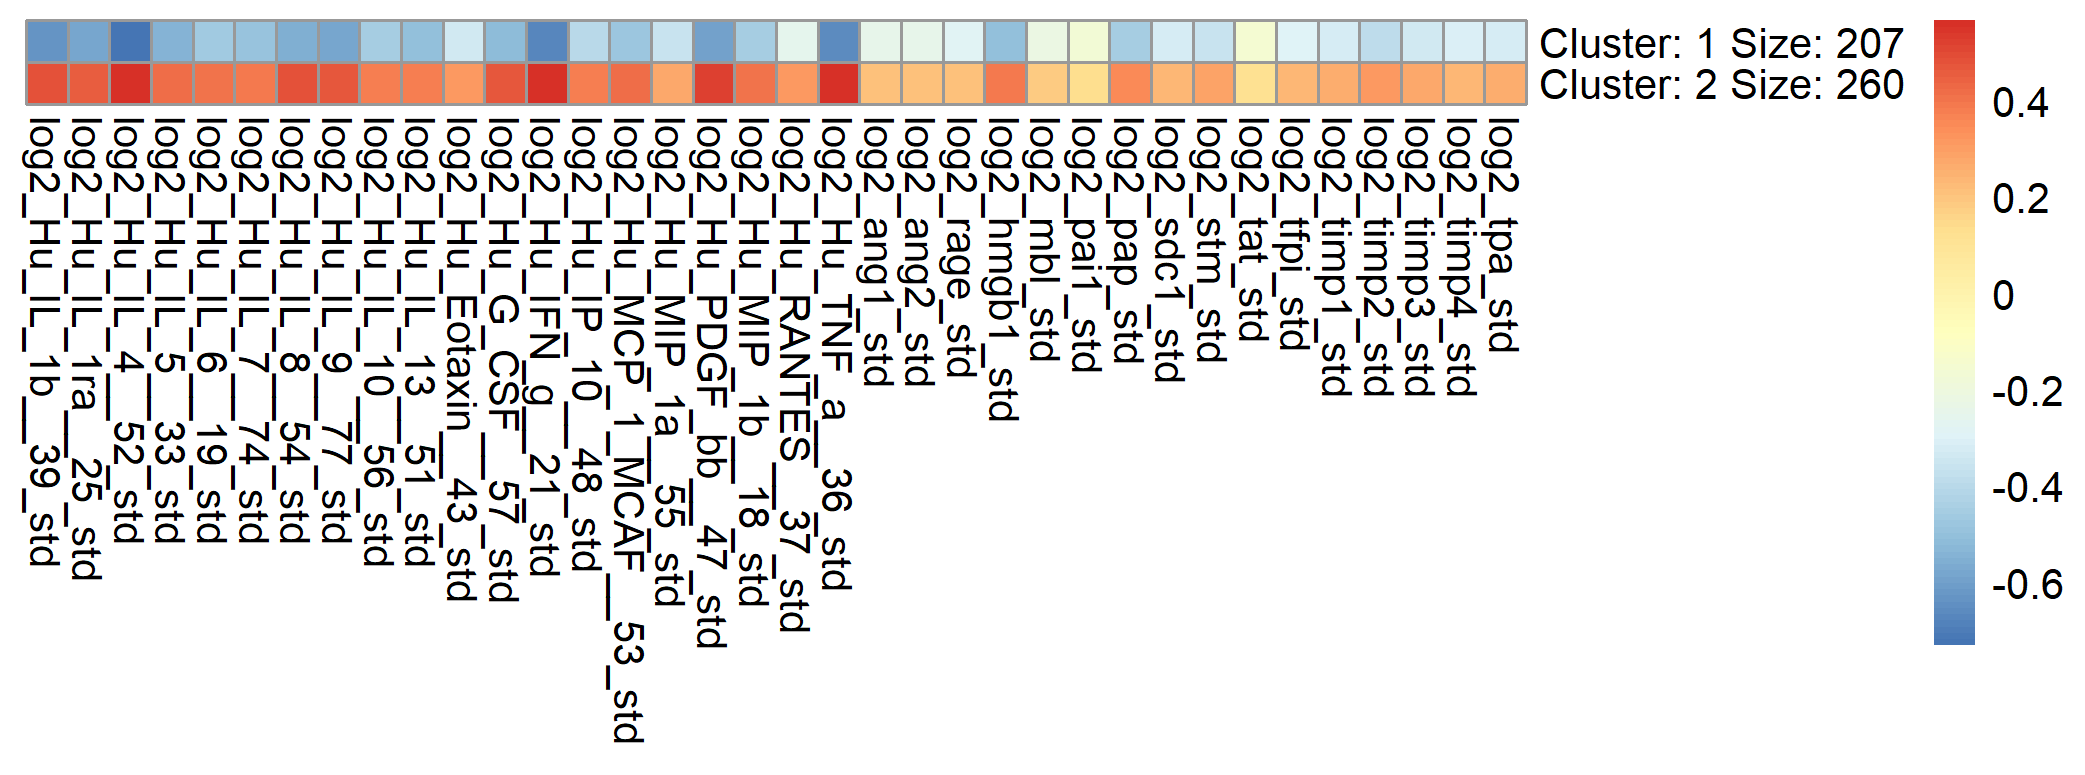 Cluster: 1 Size: 207
Cluster: 2 Size: 260
log2_Hu_IL_1b__39_std
log2_Hu_IL_1ra__25_std
log2_Hu_IL_4__52_std
log2_Hu_IL_5__33_std
log2_Hu_IL_6__19_std
log2_Hu_IL_7__74_std
log2_Hu_IL_8__54_std
log2_Hu_IL_9__77_std
log2_Hu_IL_10__56_std
log2_Hu_IL_13__51_std
log2_Hu_Eotaxin__43_std
log2_Hu_G_CSF__57_std
log2_Hu_IFN_g__21_std
log2_Hu_IP_10__48_std
log2_Hu_MCP_1_MCAF__53_std
log2_Hu_MIP_1a__55_std
log2_Hu_PDGF_bb__47_std
log2_Hu_MIP_1b__18_std
log2_Hu_RANTES__37_std
log2_Hu_TNF_a__36_std
log2_ang1_std
log2_ang2_std
log2_rage_std
log2_hmgb1_std
log2_mbl_std
log2_pai1_std
log2_pap_std
log2_sdc1_std
log2_stm_std
log2_tat_std
log2_tfpi_std
log2_timp1_std
log2_timp2_std
log2_timp3_std
log2_timp4_std
log2_tpa_std
0.4
0.2
0
-0.2
-0.4
-0.6